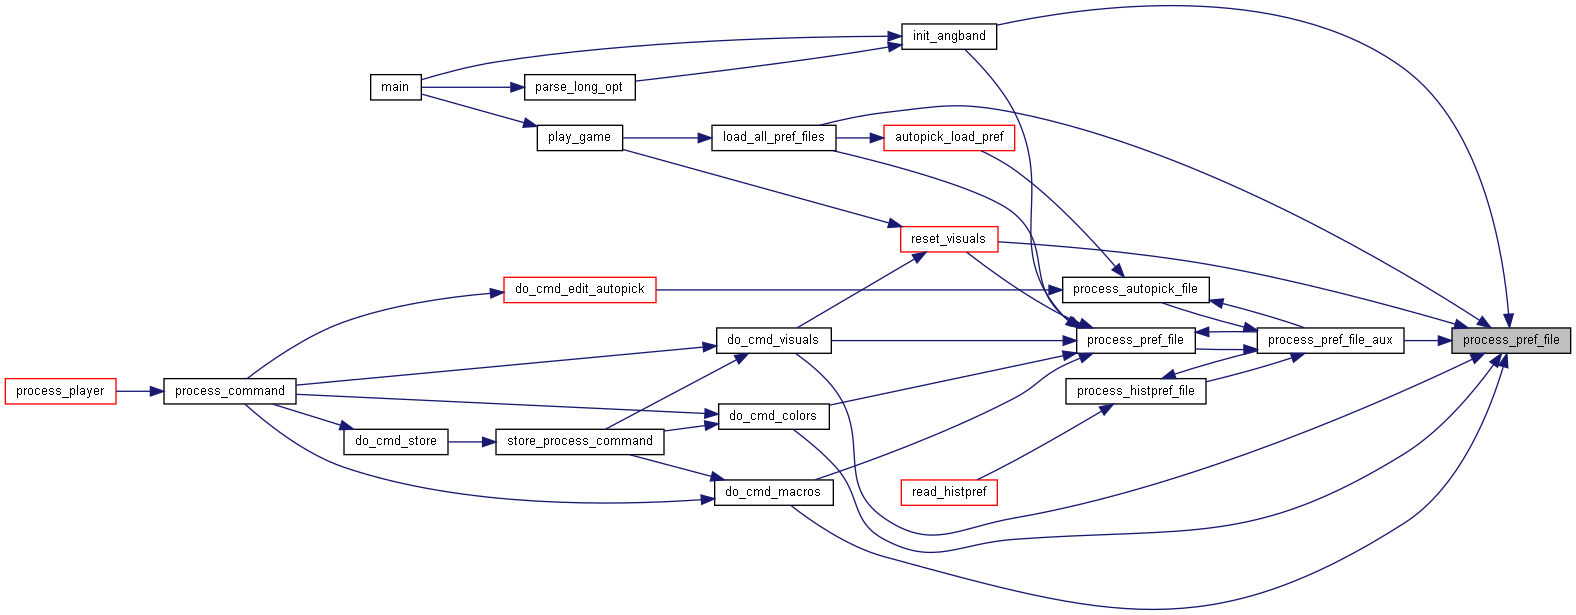 init_angband
main
parse_long_opt
play_game
load_all_pref_files
autopick_load_pref
reset_visuals
do_cmd_edit_autopick
process_autopick_file
do_cmd_visuals
process_pref_file
process_pref_file_aux
process_pref_file
process_player
process_command
process_histpref_file
do_cmd_colors
do_cmd_store
store_process_command
do_cmd_macros
read_histpref